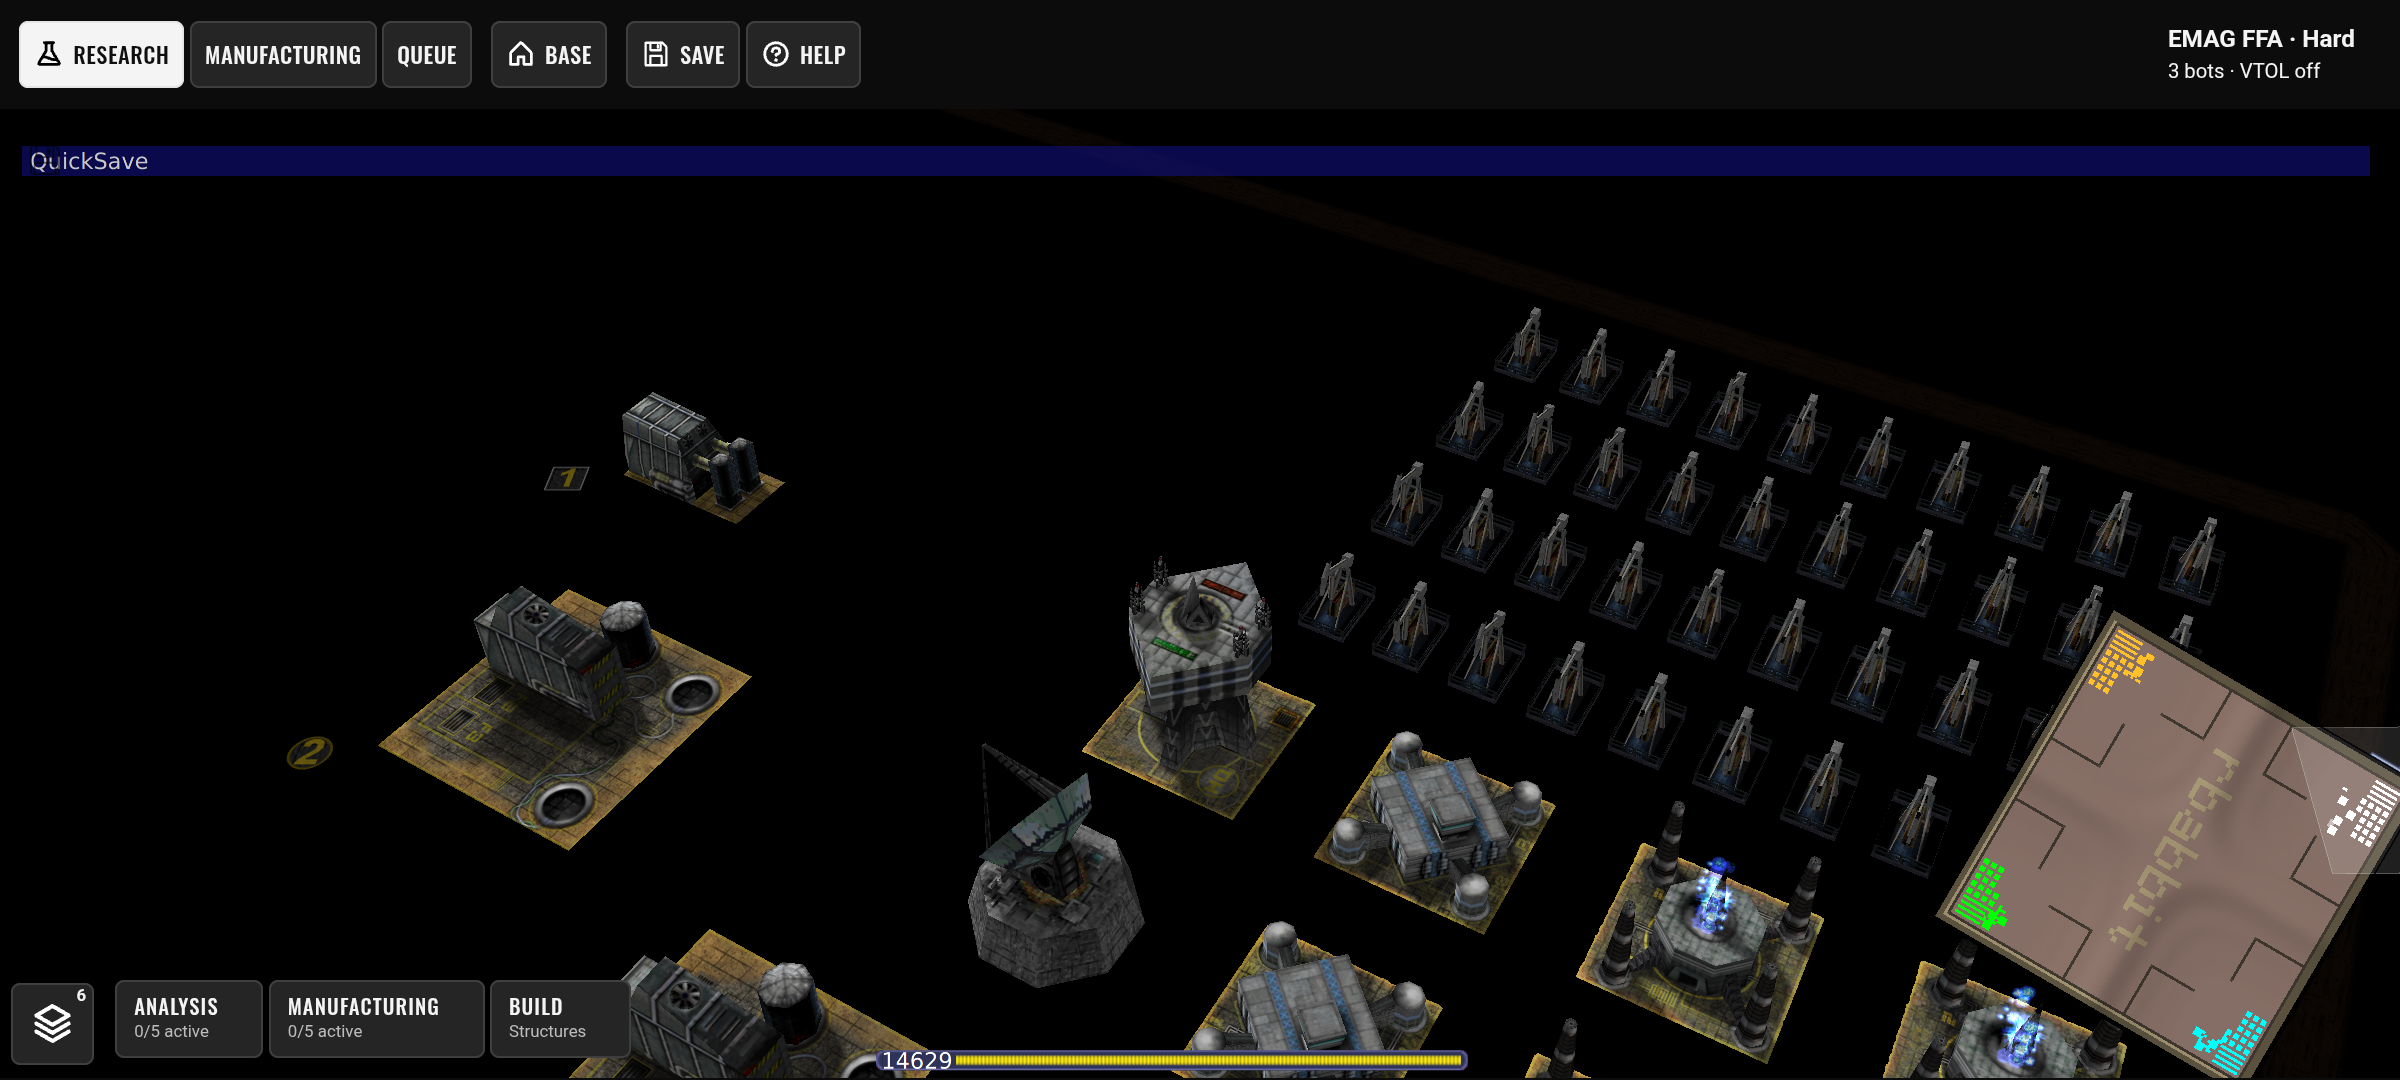 RESEARCH
MANUFACTURING
QUEUE
BASE
SAVE
HELP
EMAG FFA · Hard
3 bots · VTOL off
QuickSave
1
2
rbabbit
6
ANALYSIS
0/5 active
MANUFACTURING
0/5 active
BUILD
Structures
14629